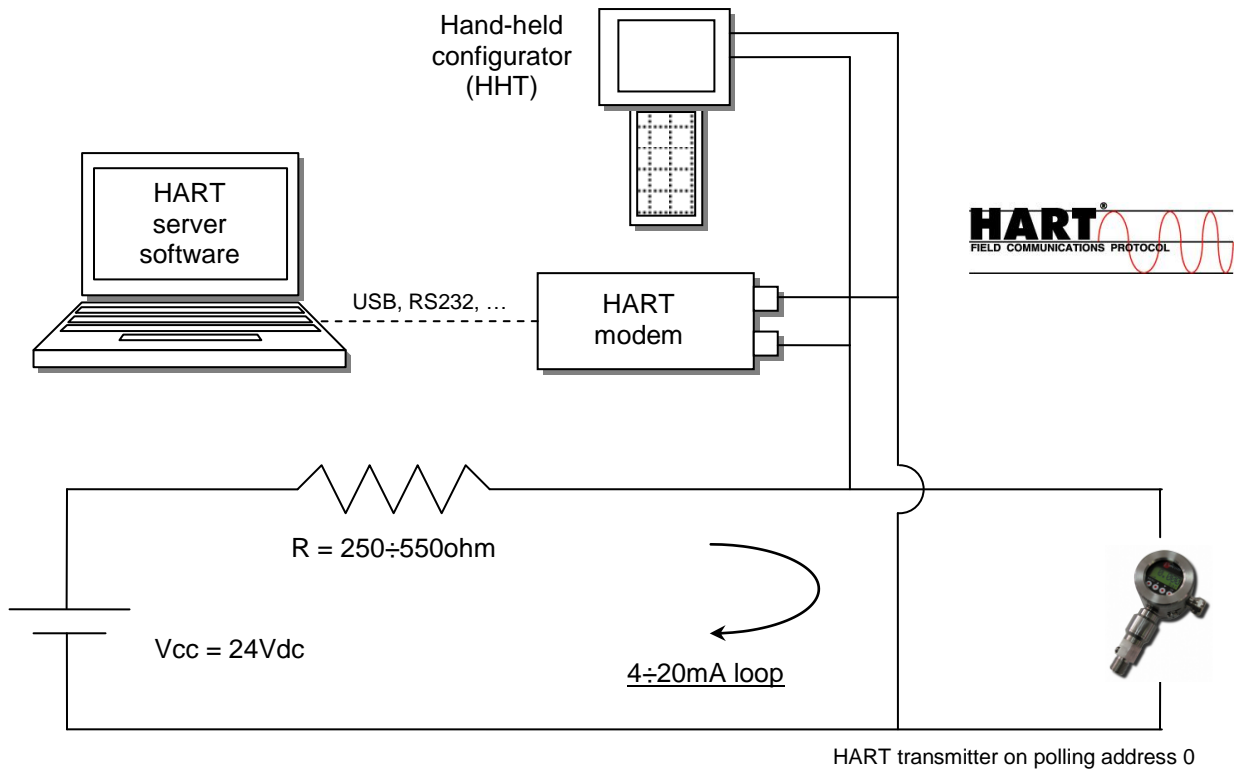 Hand-held
configurator
(HHT)
HART
server
software
HART®
FIELD COMMUNICATIONS PROTOCOL
USB, RS232, …
HART
modem
R = 250÷550ohm
Vcc = 24Vdc
4÷20mA loop
HART transmitter on polling address 0